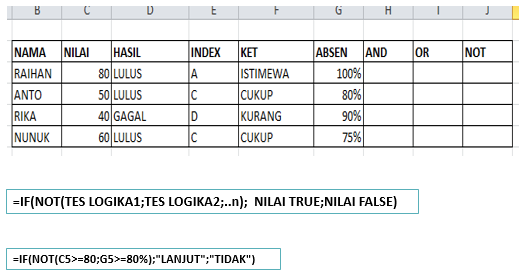 B C D E F G H I J
NAMA NILAI HASIL INDEX KET ABSEN AND OR NOT
RAIHAN 80 LULUS A ISTIMEWA 100%
ANTO 50 LULUS C CUKUP 80%
RIKA 40 GAGAL D KURANG 90%
NUNUK 60 LULUS C CUKUP 75%
=IF(NOT(TES LOGIKA1;TES LOGIKA2;..n); NILAI TRUE;NILAI FALSE)
=IF(NOT(C5>=80;G5>=80%);"LANJUT";"TIDAK")